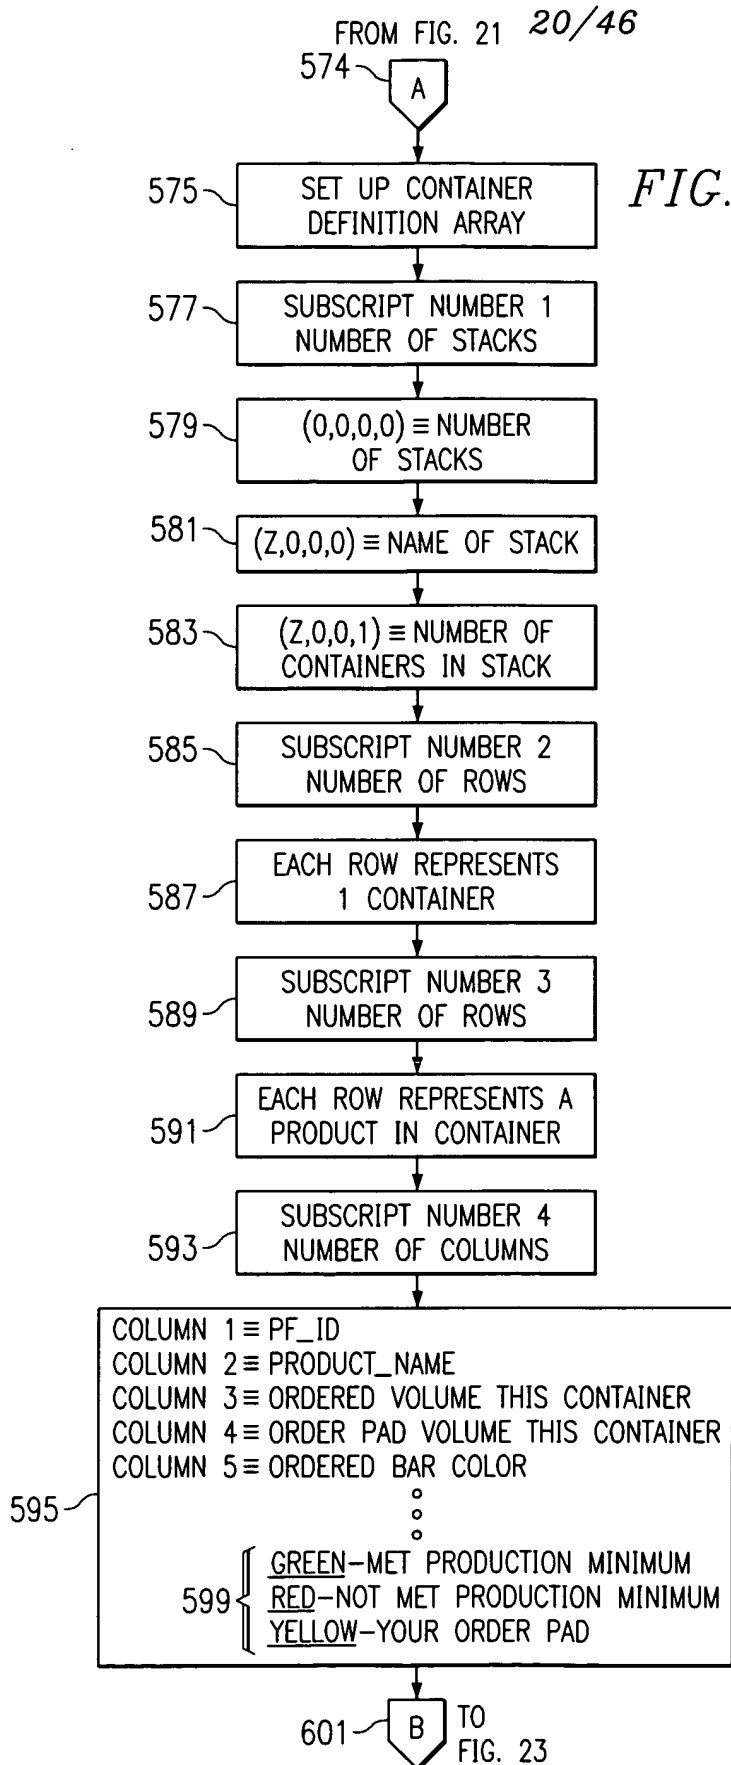 FROM FIG. 21 20/46
574
A
575
SET UP CONTAINER
DEFINITION ARRAY
FIG.
577
SUBSCRIPT NUMBER 1
NUMBER OF STACKS
579
(0,0,0,0) ≡ NUMBER
OF STACKS
581
(Z,0,0,0) ≡ NAME OF STACK
583
(Z,0,0,1) ≡ NUMBER OF
CONTAINERS IN STACK
585
SUBSCRIPT NUMBER 2
NUMBER OF ROWS
587
EACH ROW REPRESENTS
1 CONTAINER
589
SUBSCRIPT NUMBER 3
NUMBER OF ROWS
591
EACH ROW REPRESENTS A
PRODUCT IN CONTAINER
593
SUBSCRIPT NUMBER 4
NUMBER OF COLUMNS
595
COLUMN 1 ≡ PF_ID
COLUMN 2 ≡ PRODUCT_NAME
COLUMN 3 ≡ ORDERED VOLUME THIS CONTAINER
COLUMN 4 ≡ ORDER PAD VOLUME THIS CONTAINER
COLUMN 5 ≡ ORDERED BAR COLOR
599
GREEN-MET PRODUCTION MINIMUM
RED-NOT MET PRODUCTION MINIMUM
YELLOW-YOUR ORDER PAD
601
B
TO
FIG. 23